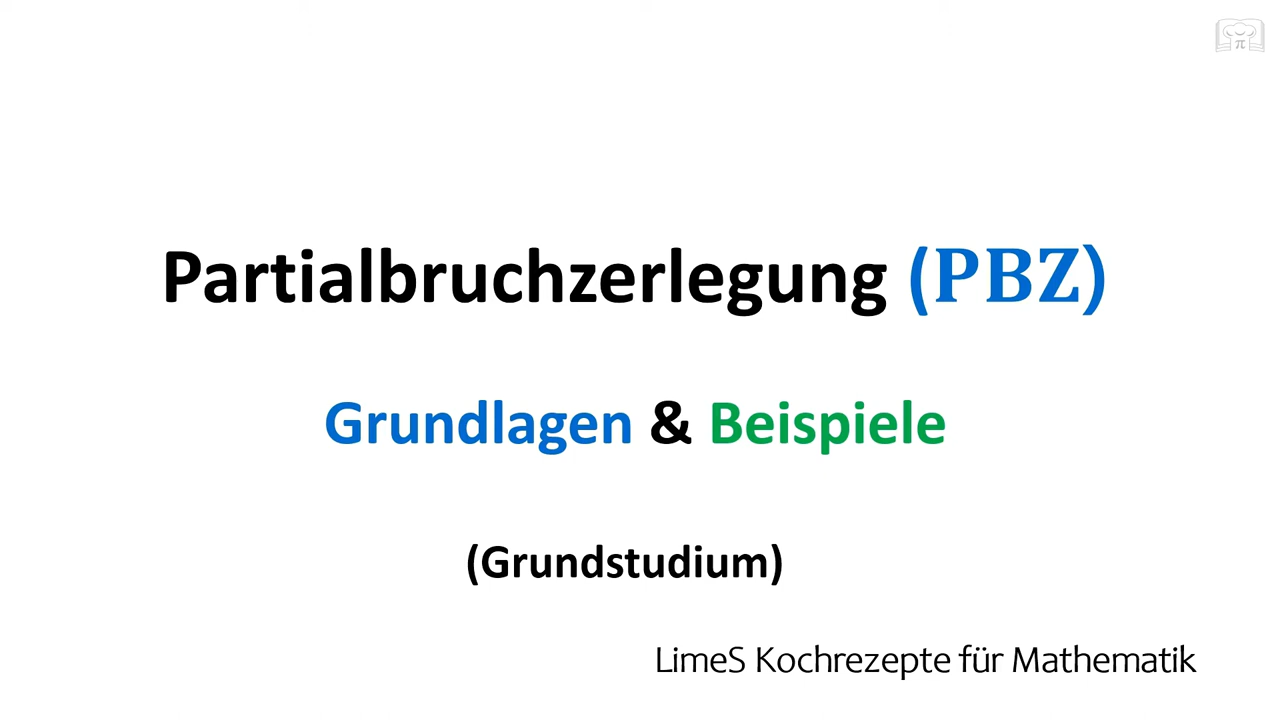 Partialbruchzerlegung (PBZ)
Grundlagen & Beispiele
(Grundstudium)
LimeS Kochrezepte für Mathematik